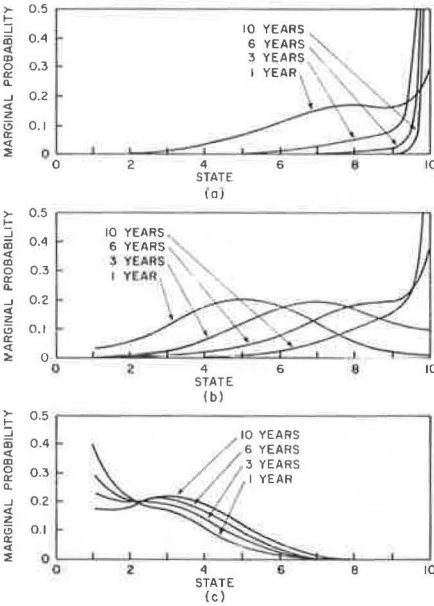 MARGINAL PROBABILITY
0.5
0.4
0.3
0.2
0.1
0
10 YEARS
6 YEARS
3 YEARS
1 YEAR
0 2 4 6 8 10
STATE
(a)
MARGINAL PROBABILITY
0.5
0.4
0.3
0.2
0.1
0
10 YEARS
6 YEARS
3 YEARS
1 YEAR
0 2 4 6 8 10
STATE
(b)
MARGINAL PROBABILITY
0.5
0.4
0.3
0.2
0.1
0
10 YEARS
6 YEARS
3 YEARS
1 YEAR
0 2 4 6 8 10
STATE
(c)